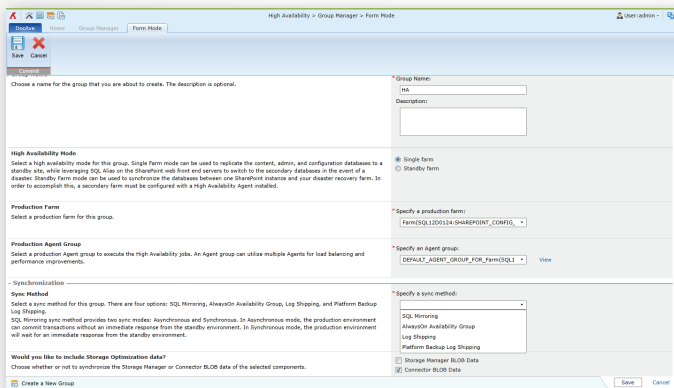 High Availability > Group Manager > Form Mode
User: admin
DocAve
Home
Group Manager
Form Mode
Save
Cancel
Commit
Choose a name for the group that you are about to create. The description is optional.
* Group Name:
HA
Description:
High Availability Mode
Select a high availability mode for this group. Single Farm mode can be used to replicate the content, admin, and configuration databases to a
standby site, while leveraging SQL Alias on the SharePoint web front end servers to switch to the secondary databases in the event of a
disaster. Standby Farm mode can be used to synchronize the databases between one SharePoint instance and your disaster recovery farm. In
order to accomplish this, a secondary farm must be configured with a High Availability Agent installed.
Single farm
Standby farm
Production Farm
Select a production farm for this group.
* Specify a production farm:
Farm(SQL12D0124:SHAREPOINT_CONFIG_
Production Agent Group
Select a production Agent group to execute the High Availability jobs. An Agent group can utilize multiple Agents for load balancing and
performance improvements.
* Specify an Agent group:
DEFAULT_AGENT_GROUP_FOR_Farm(SQL1
View
Synchronization
Sync Method
Select a sync method for this group. There are four options: SQL Mirroring, AlwaysOn Availability Group, Log Shipping, and Platform Backup
Log Shipping.
SQL Mirroring sync method provides two sync modes: Asynchronous and Synchronous. In Asynchronous mode, the production environment
can commit transactions without an immediate response from the standby environment. In Synchronous mode, the production environment
will wait for an immediate response from the standby environment.
* Specify a sync method:
SQL Mirroring
AlwaysOn Availability Group
Log Shipping
Platform Backup Log Shipping
Would you like to include Storage Optimization data?
Choose whether or not to synchronize the Storage Manager or Connector BLOB data of the selected components.
Storage Manager BLOB Data
Connector BLOB Data
Create a New Group
Save
Cancel